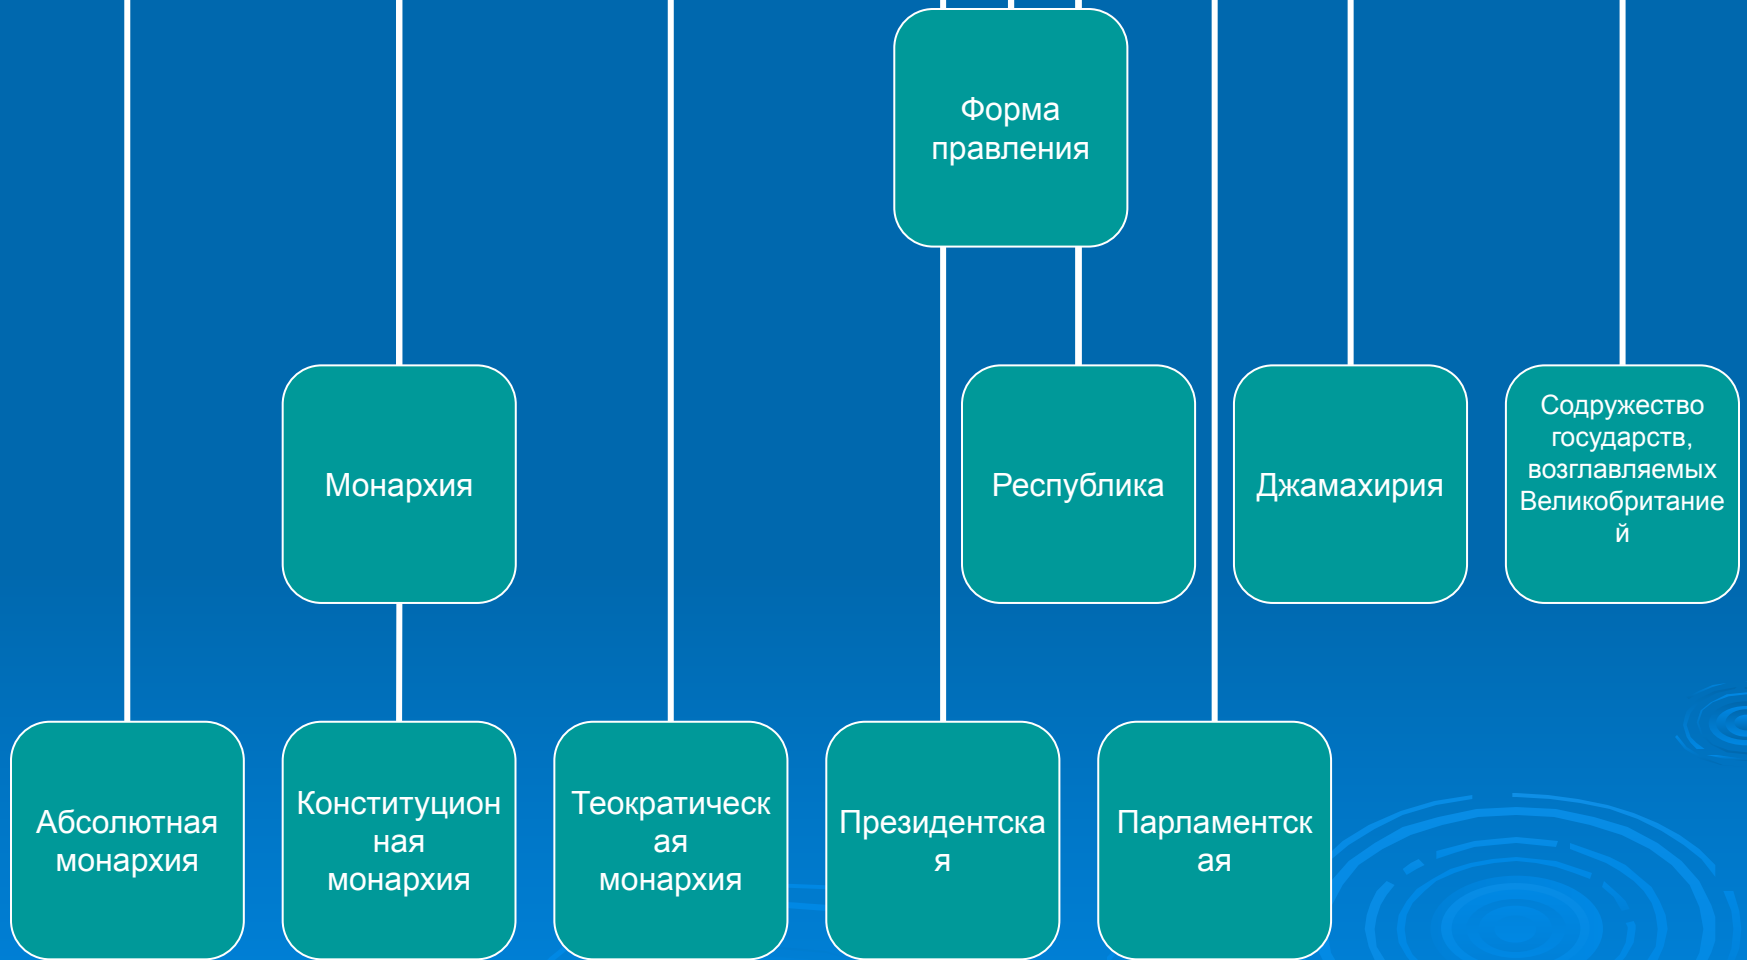 Форма
правления
Монархия
Республика
Джамахирия
Содружество
государств,
возглавляемых
Великобритание
й
Абсолютная
монархия
Конституцион
ная
монархия
Теократическ
ая
монархия
Президентска
я
Парламентск
ая